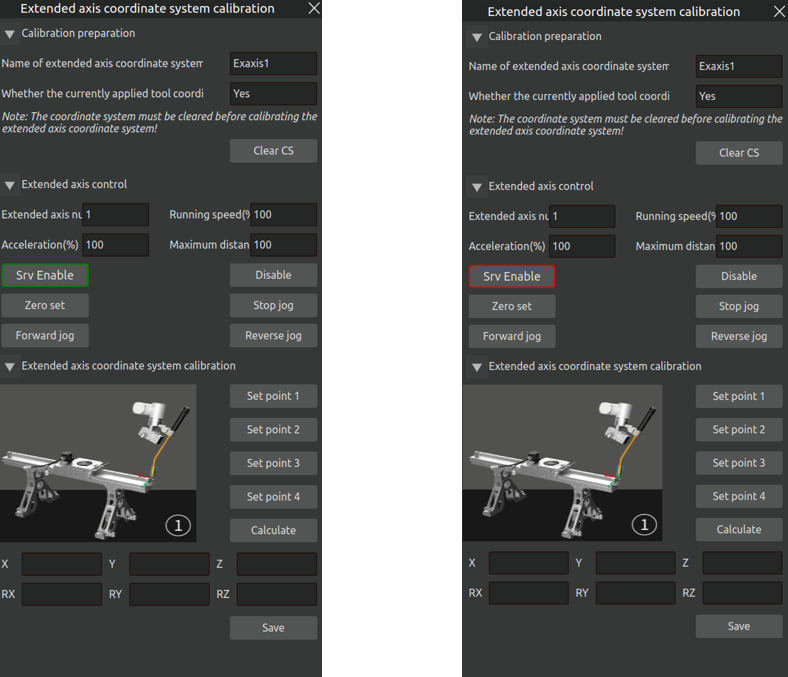 Extended axis coordinate system calibration
Calibration preparation
Name of extended axis coordinate system
Exaxis1
Whether the currently applied tool coordi
Yes
Note: The coordinate system must be cleared before calibrating the
extended axis coordinate system!
Clear CS
Extended axis control
Extended axis nu 1
Running speed(% 100
Acceleration(%) 100
Maximum distan 100
Srv Enable
Disable
Zero set
Stop jog
Forward jog
Reverse jog
Extended axis coordinate system calibration
Set point 1
Set point 2
Set point 3
Set point 4
1
Calculate
X
Y
Z
RX
RY
RZ
Save
Extended axis coordinate system calibration
Calibration preparation
Name of extended axis coordinate system
Exaxis1
Whether the currently applied tool coordi
Yes
Note: The coordinate system must be cleared before calibrating the
extended axis coordinate system!
Clear CS
Extended axis control
Extended axis nu 1
Running speed(% 100
Acceleration(%) 100
Maximum distan 100
Srv Enable
Disable
Zero set
Stop jog
Forward jog
Reverse jog
Extended axis coordinate system calibration
Set point 1
Set point 2
Set point 3
Set point 4
1
Calculate
X
Y
Z
RX
RY
RZ
Save